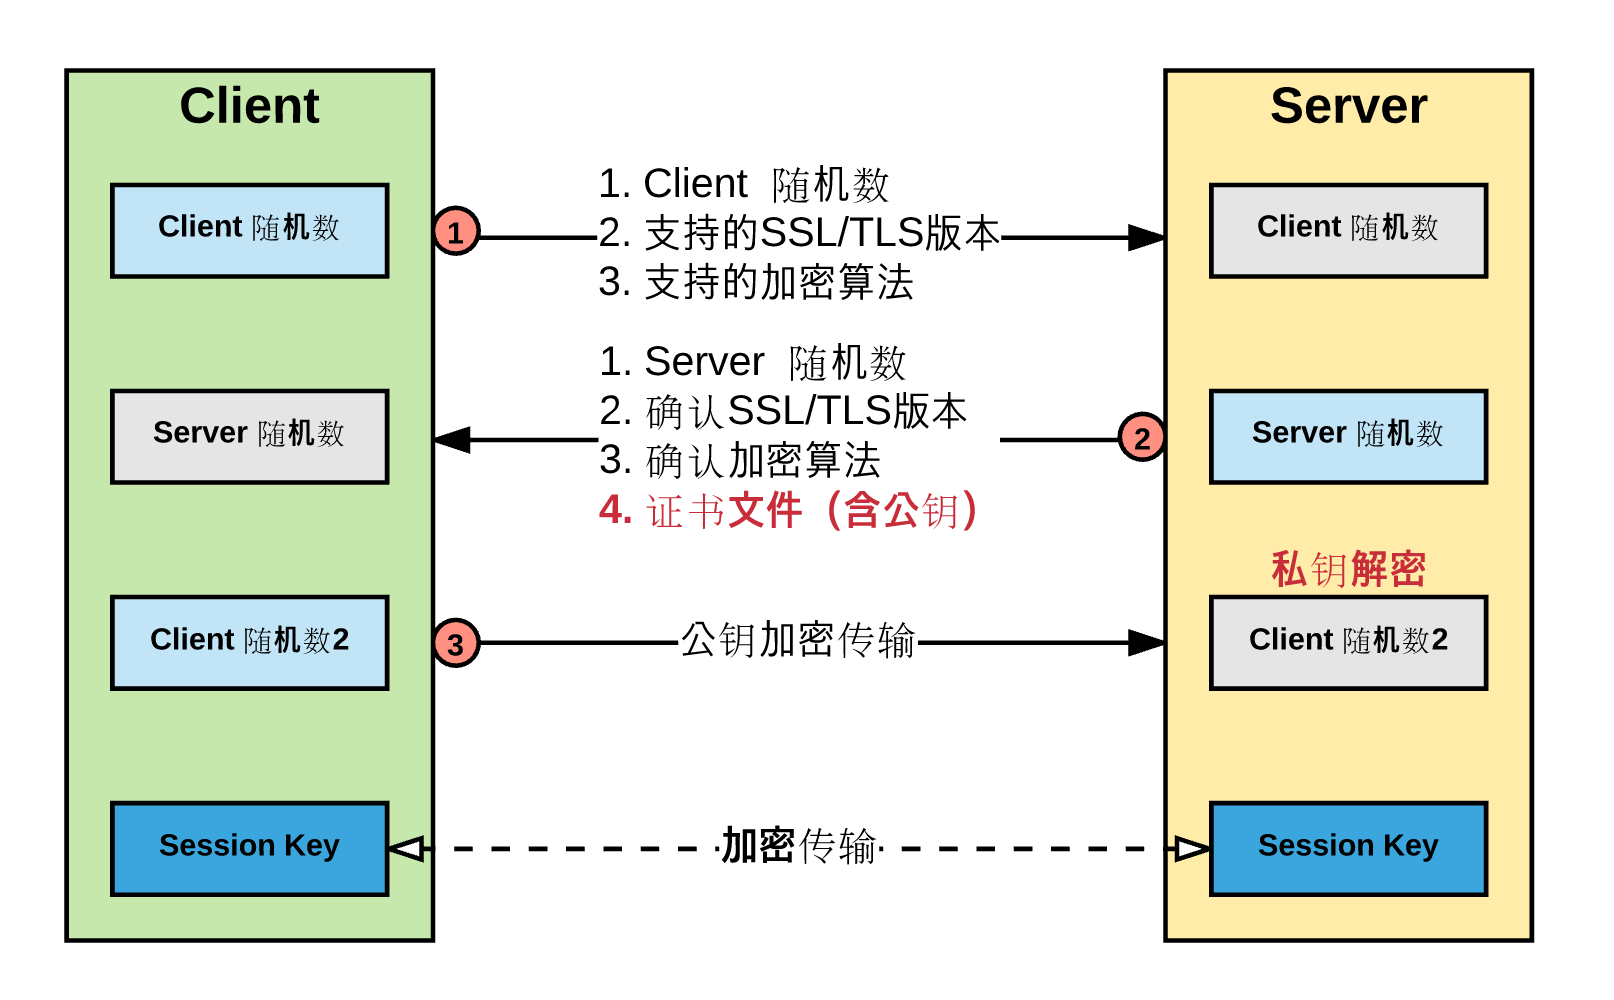 Client
Server
Client 随机数
1
1. Client 随机数
2. 支持的SSL/TLS版本
3. 支持的加密算法
Client 随机数
Server 随机数
1. Server 随机数
2. 确认SSL/TLS版本
3. 确认加密算法
4. 证书文件（含公钥）
2
Server 随机数
私钥解密
Client 随机数2
3
公钥加密传输
Client 随机数2
Session Key
加密传输
Session Key